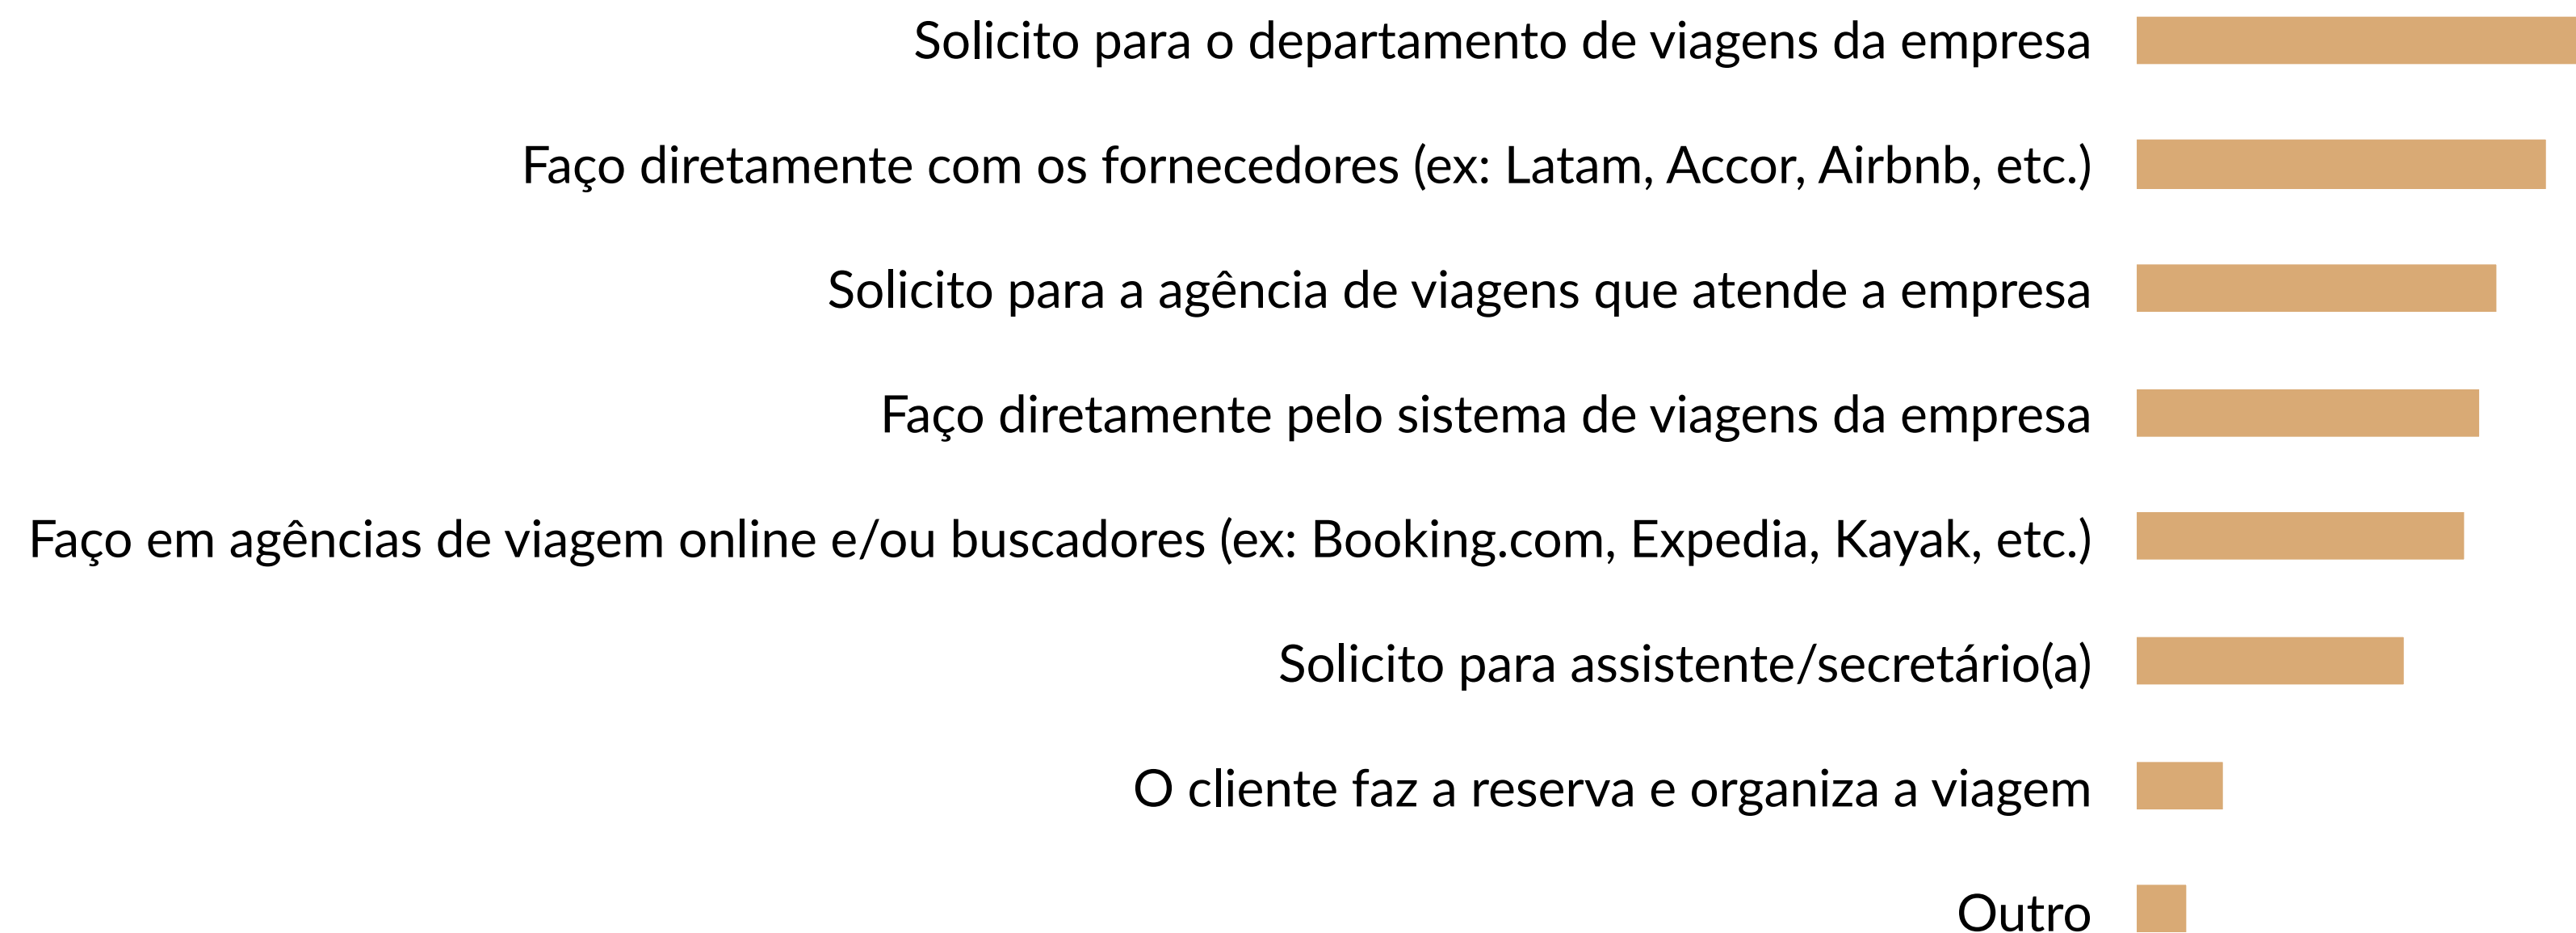 Solicito para o departamento de viagens da empresa
Faço diretamente com os fornecedores (ex: Latam, Accor, Airbnb, etc.)
Solicito para a agência de viagens que atende a empresa
Faço diretamente pelo sistema de viagens da empresa
Faço em agências de viagem online e/ou buscadores (ex: Booking.com, Expedia, Kayak, etc.)
Solicito para assistente/secretário(a)
O cliente faz a reserva e organiza a viagem
Outro